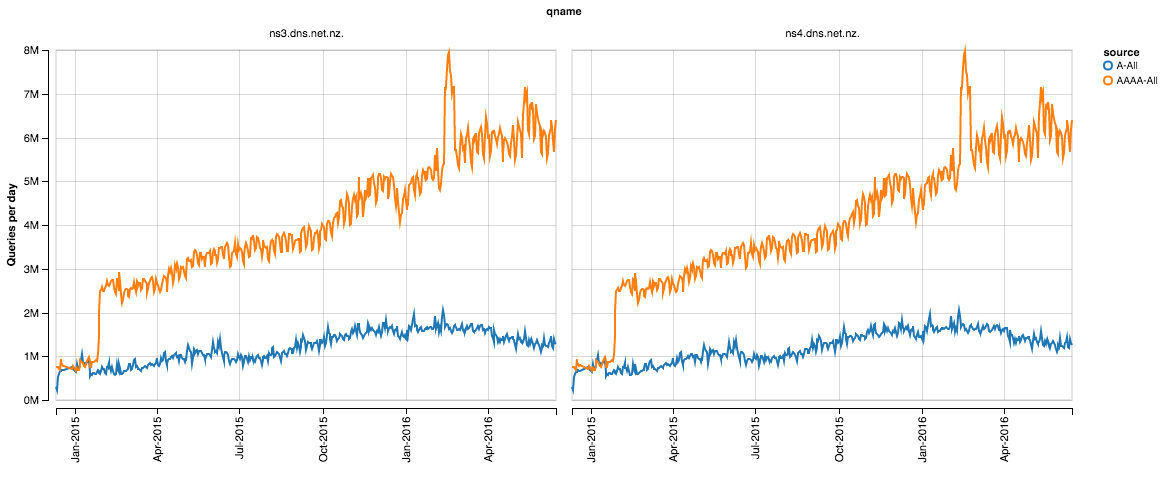 qname
ns3.dns.net.nz.
ns4.dns.net.nz.
source
A-All
AAAA-All
Queries per day
8M
7M
6M
5M
4M
3M
2M
1M
0M
Jan-2015
Apr-2015
Jul-2015
Oct-2015
Jan-2016
Apr-2016
Jan-2015
Apr-2015
Jul-2015
Oct-2015
Jan-2016
Apr-2016